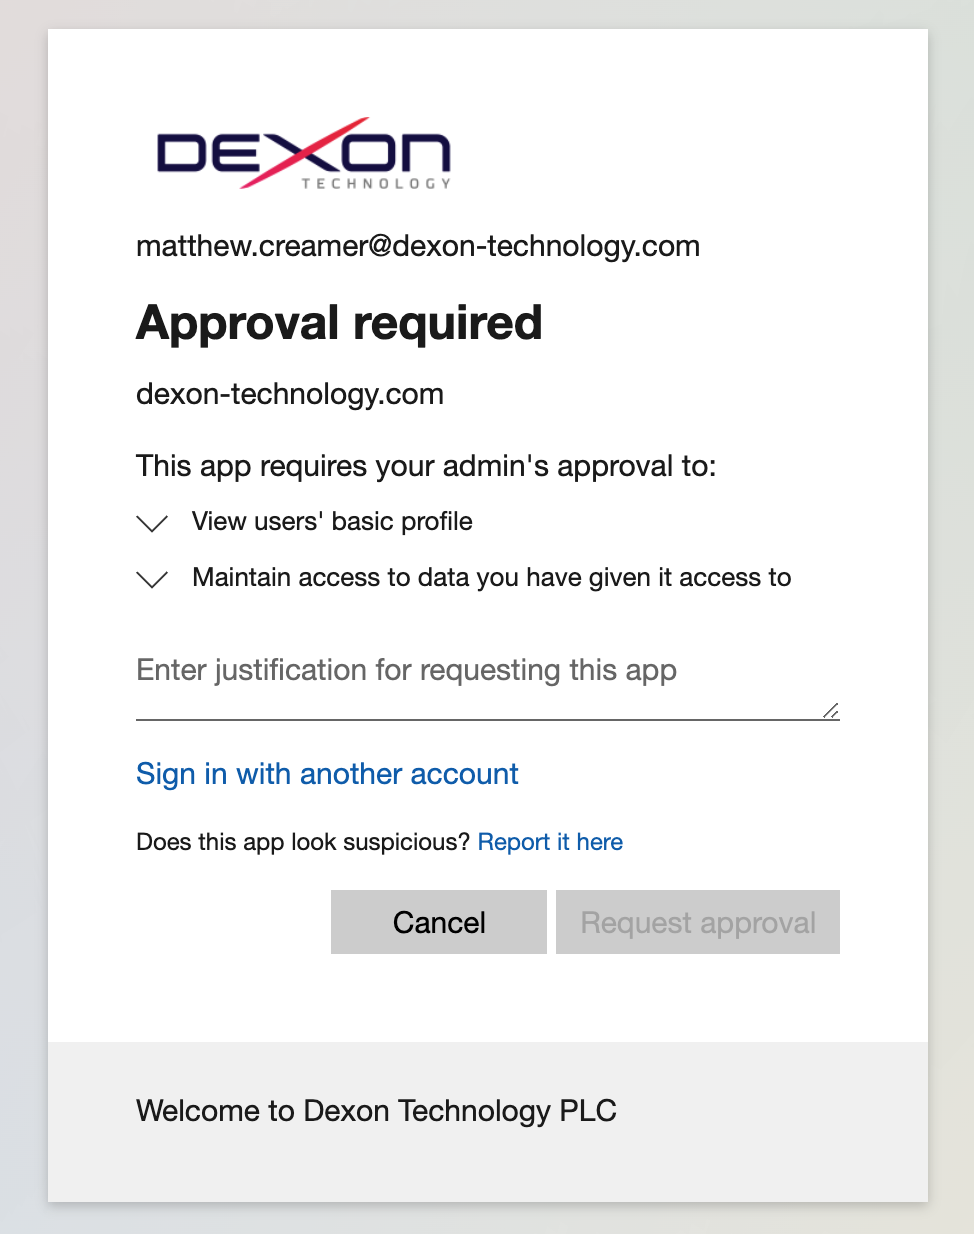 DEXON
TECHNOLOGY
matthew.creamer@dexon-technology.com
Approval required
dexon-technology.com
This app requires your admin's approval to:
View users' basic profile
Maintain access to data you have given it access to
Enter justification for requesting this app
Sign in with another account
Does this app look suspicious? Report it here
Cancel Request approval
Welcome to Dexon Technology PLC